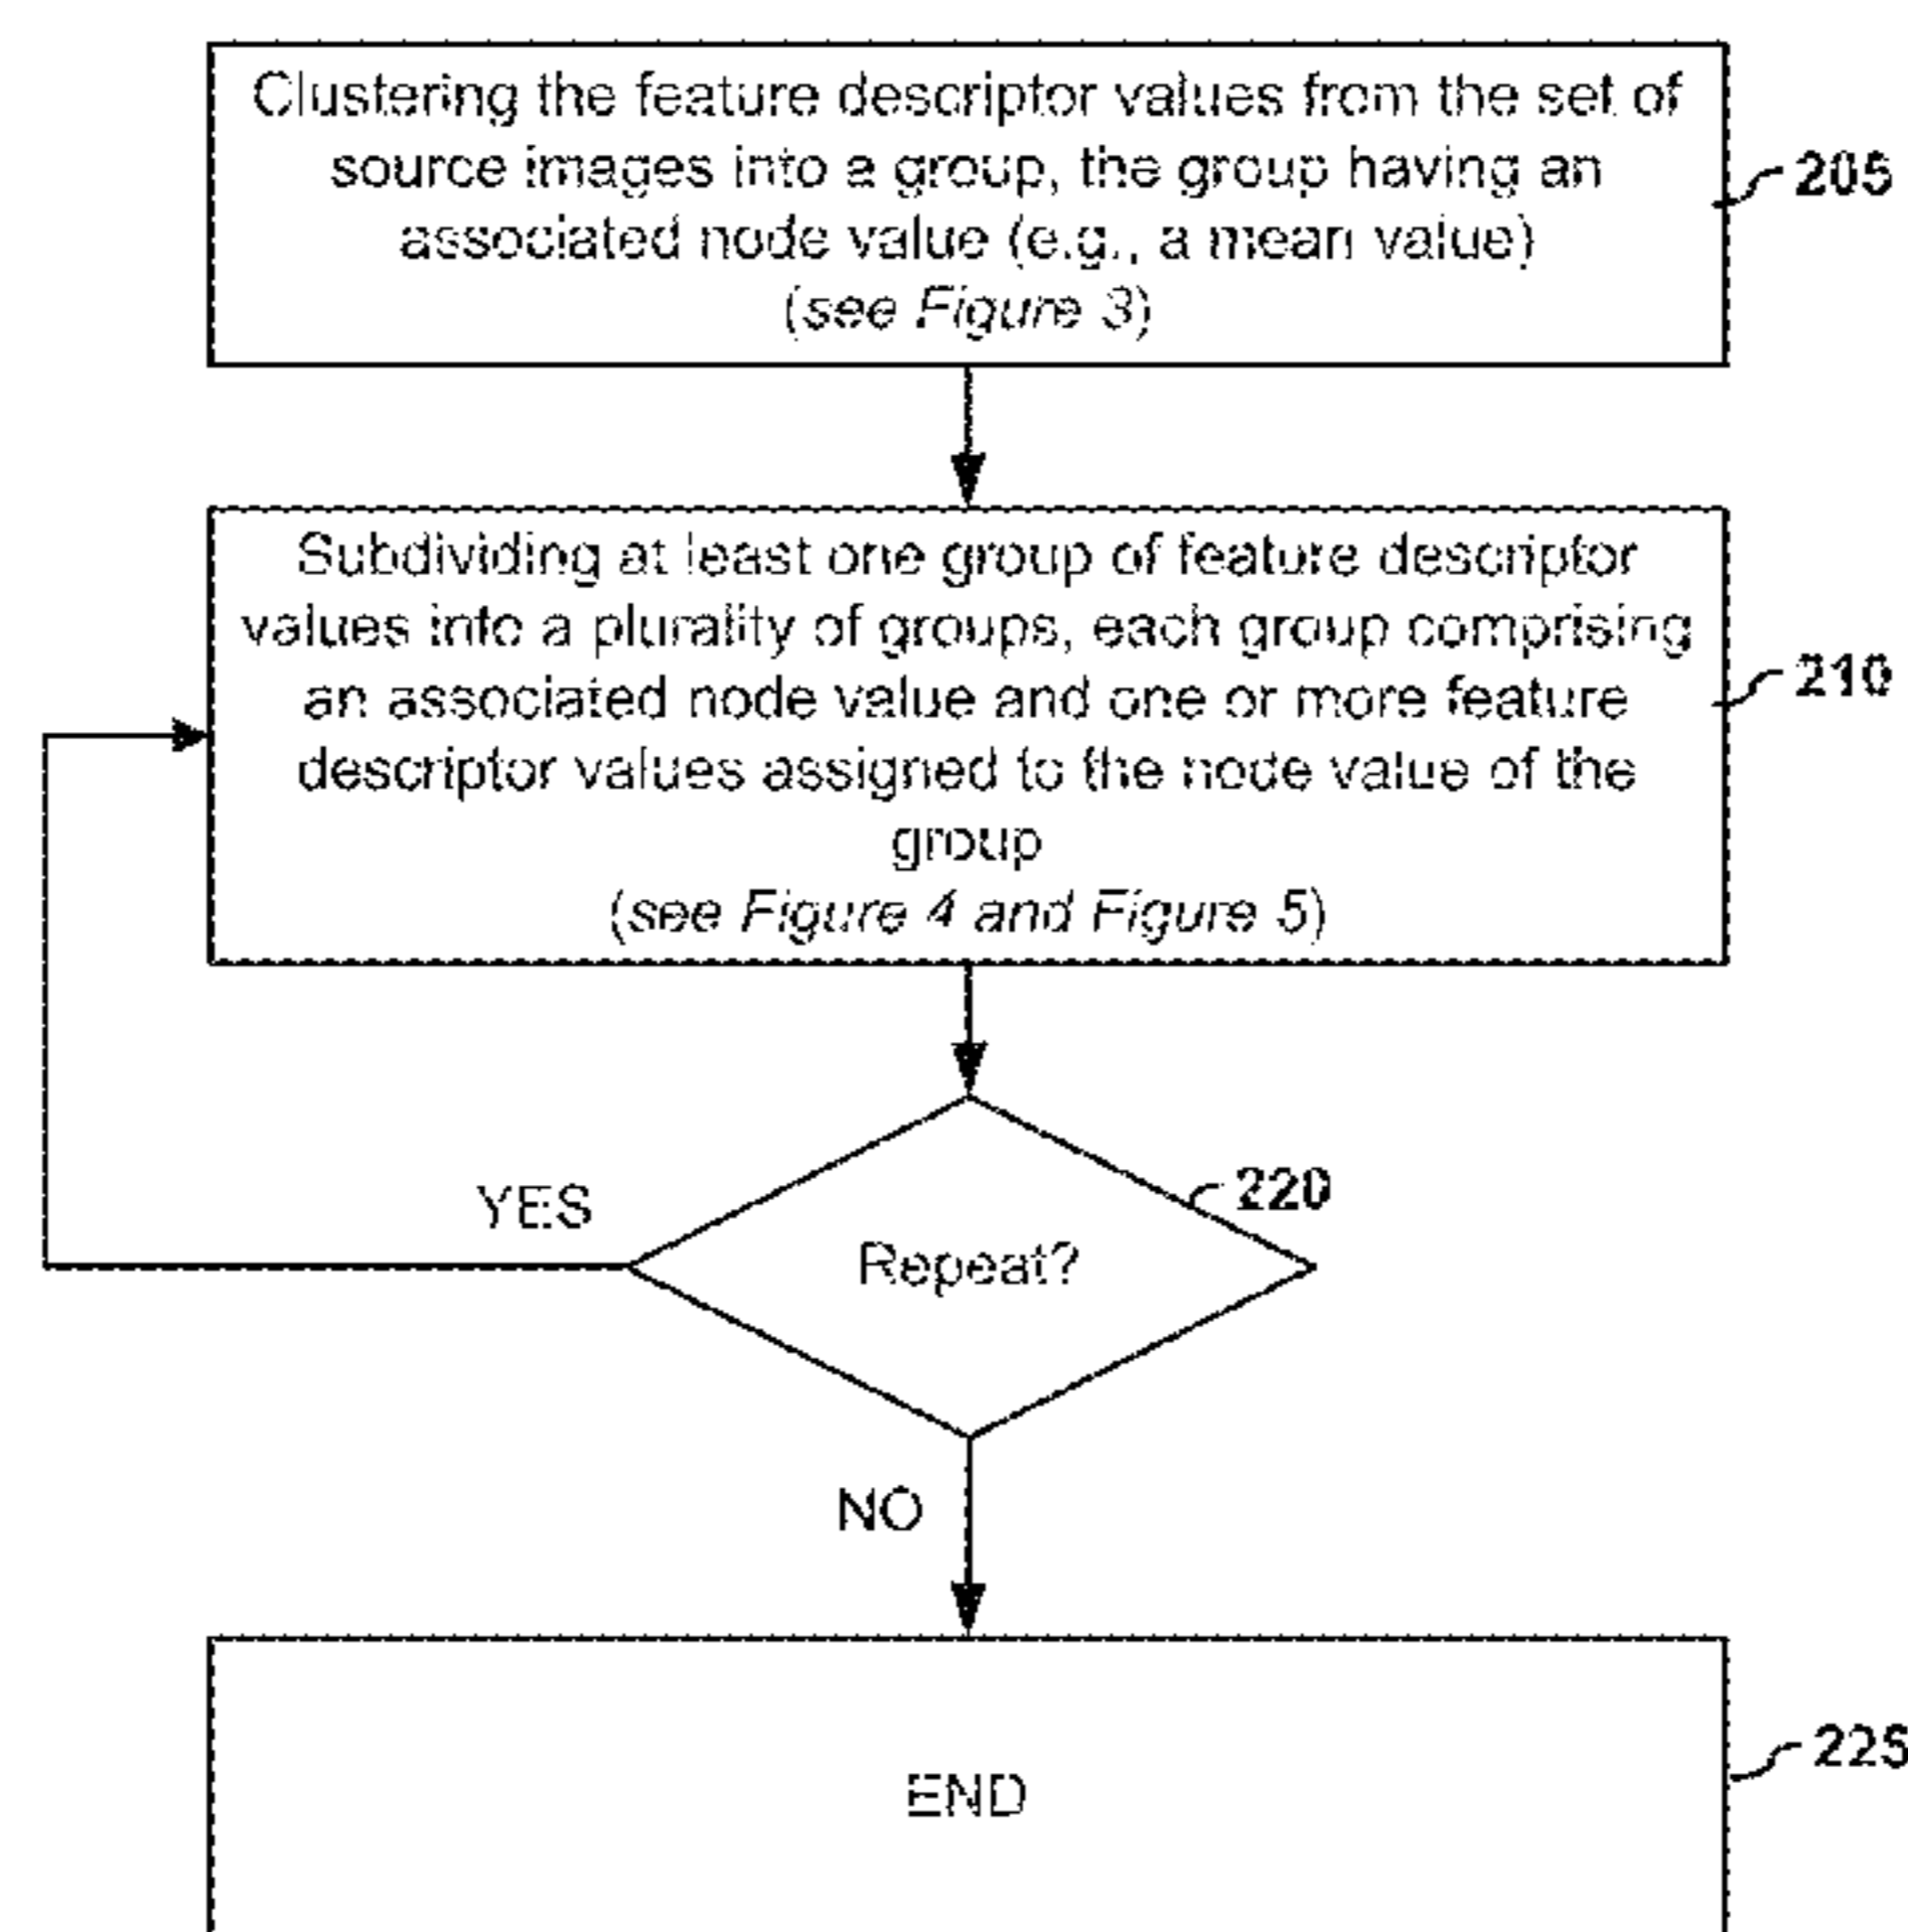 Clustering the feature descriptor values from the set of
source images into a group, the group having an
associated node value (e.g., a mean value)
(see Figure 3)
205
Subdividing at least one group of feature descriptor
values into a plurality of groups, each group comprising
an associated node value and one or more feature
descriptor values assigned to the node value of the
group
(see Figure 4 and Figure 5)
210
220
YES
Repeat?
NO
225
END